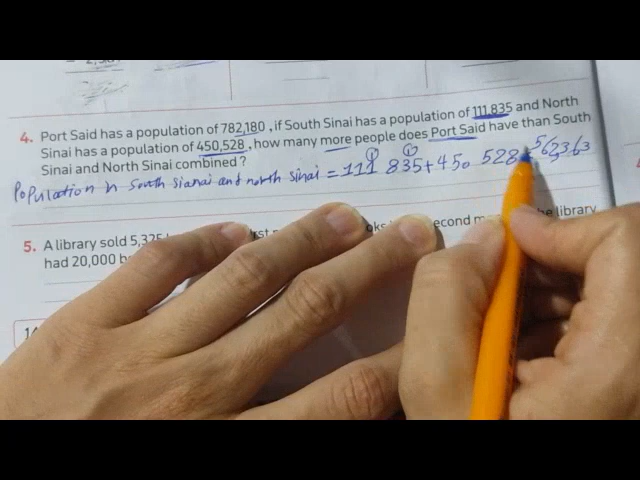 4. Port Said has a population of 782,180 , if South Sinai has a population of 111,835 and North
Sinai has a population of 450,528 , how many more people does Port Said have than South
Sinai and North Sinai combined ?
Population in South Sianai and north sinai = 111 835 + 450 528 = 562363
5. A library sold 5,325
had 20,000
library